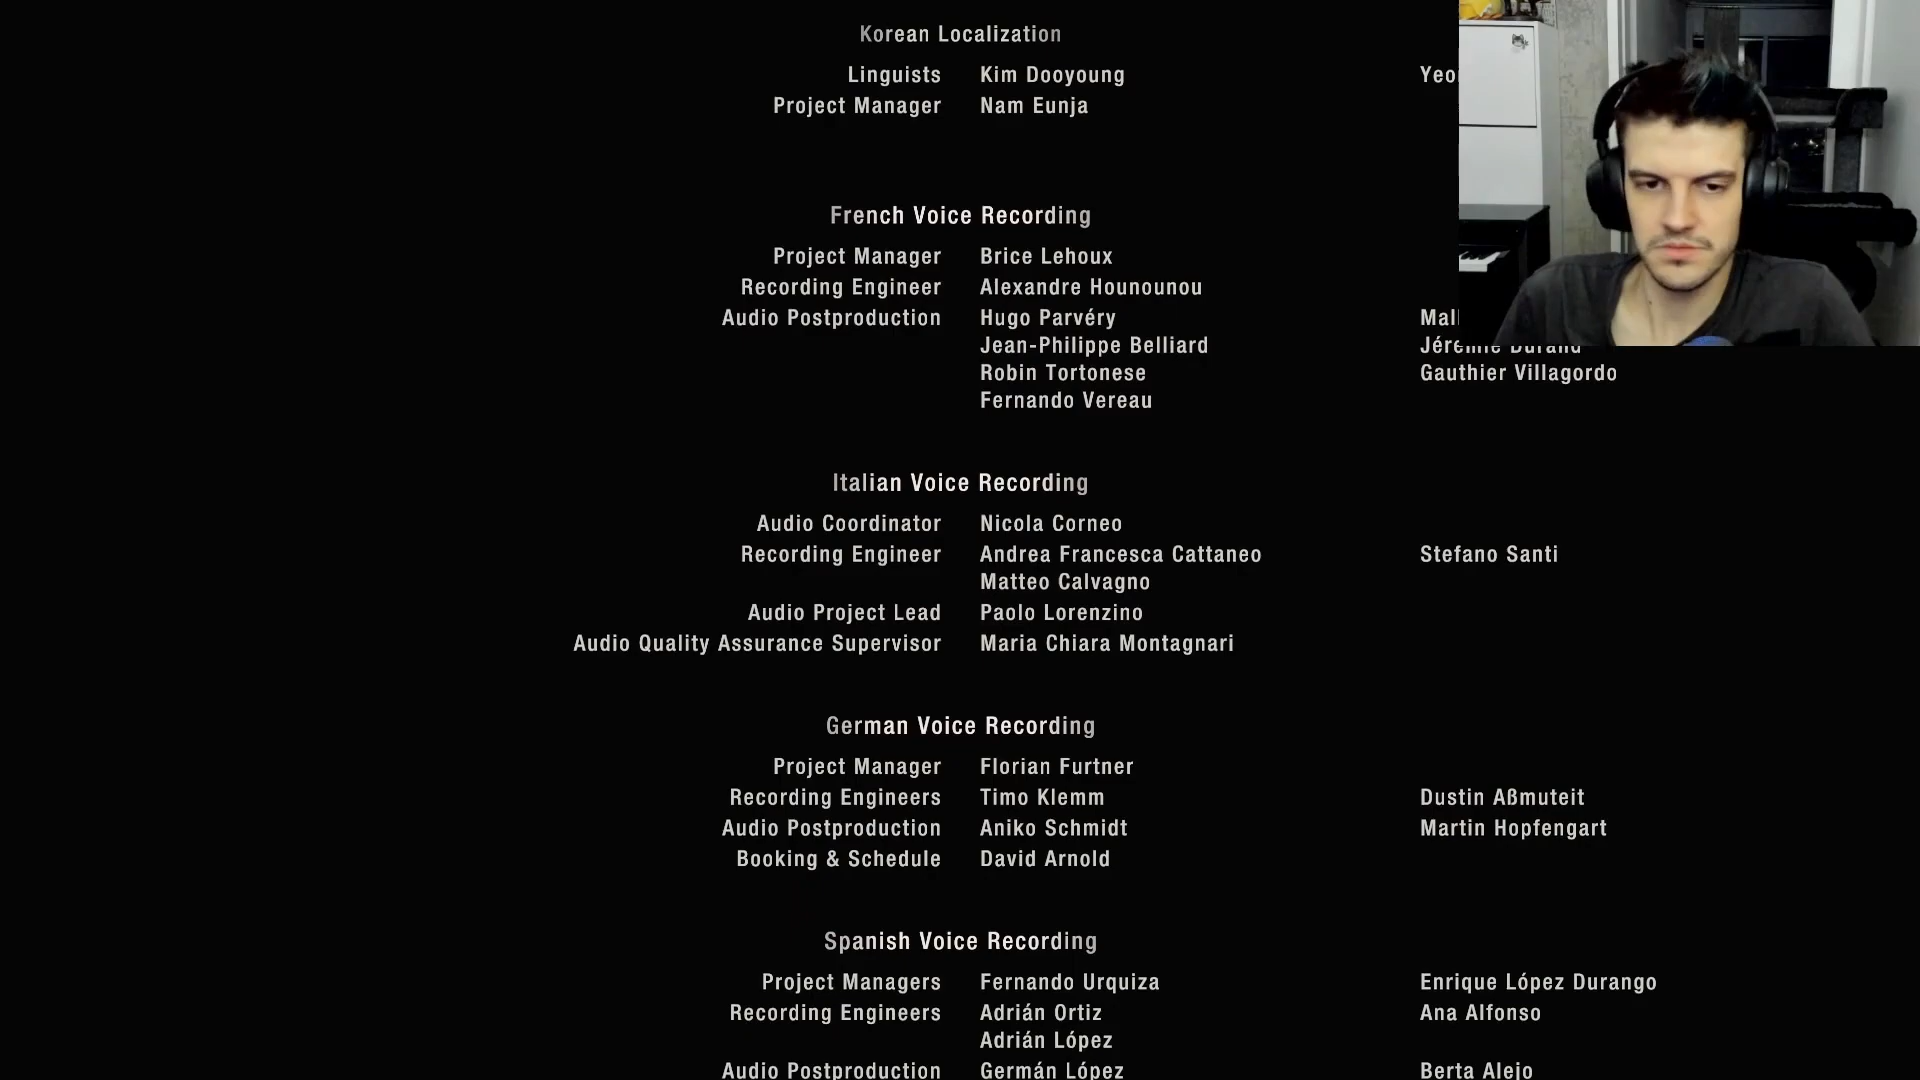 Korean Localization
Linguists Kim Dooyoung
Project Manager Nam Eunja
French Voice Recording
Project Manager Brice Lehoux
Recording Engineer Alexandre Hounounou
Audio Postproduction Hugo Parvéry
Jean-Philippe Belliard Jérémie Durand
Robin Tortonese Gauthier Villagordo
Fernando Vereau
Italian Voice Recording
Audio Coordinator Nicola Corneo
Recording Engineer Andrea Francesca Cattaneo Stefano Santi
Matteo Calvagno
Audio Project Lead Paolo Lorenzino
Audio Quality Assurance Supervisor Maria Chiara Montagnari
German Voice Recording
Project Manager Florian Furtner
Recording Engineers Timo Klemm Dustin Aßmuteit
Audio Postproduction Aniko Schmidt Martin Hopfengart
Booking & Schedule David Arnold
Spanish Voice Recording
Project Managers Fernando Urquiza Enrique López Durango
Recording Engineers Adrián Ortiz Ana Alfonso
Adrián López
Audio Postproduction Germán López Berta Alejo